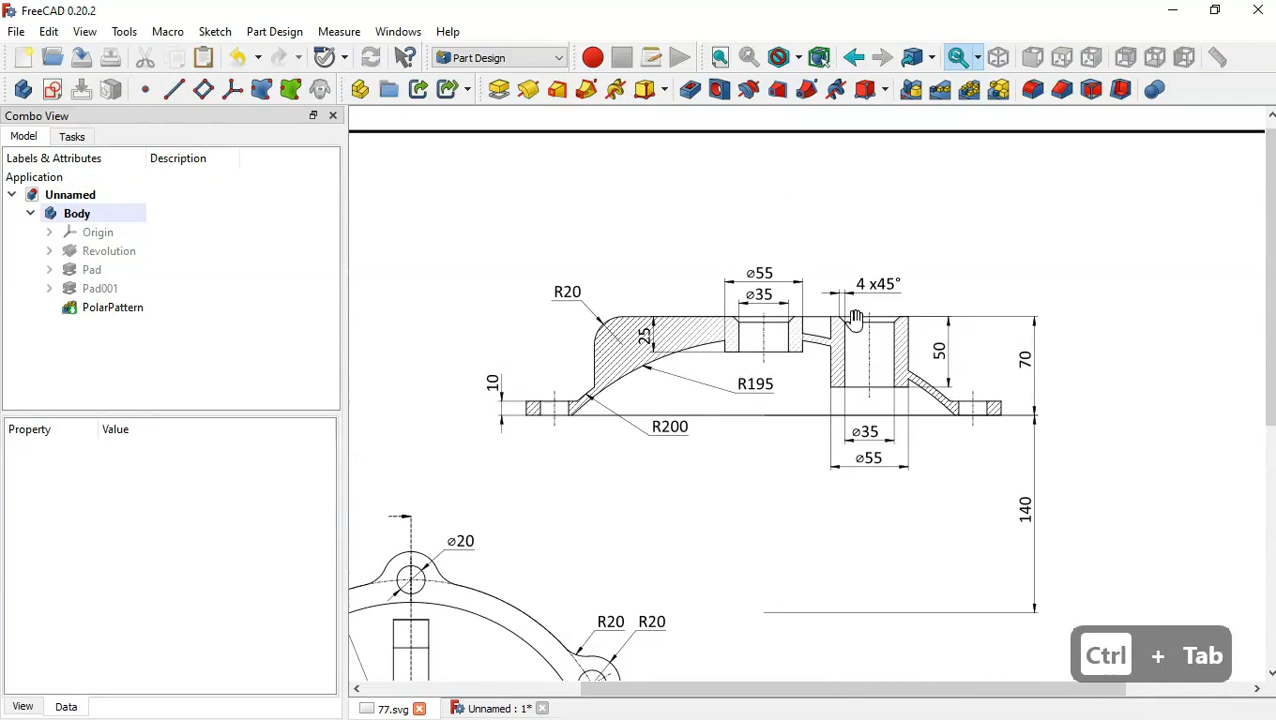 FreeCAD 0.20.2
File Edit View Tools Macro Sketch Part Design Measure Windows Help
Part Design
Combo View
Model Tasks
Labels & Attributes Description
Application
Unnamed
Body
Origin
Revolution
Pad
Pad001
PolarPattern
Property Value
View Data
⌀55
4 x45°
R20
⌀35
25
50
70
10
R195
R200
⌀35
⌀55
140
⌀20
R20 R20
Ctrl + Tab
77.svg
Unnamed : 1*